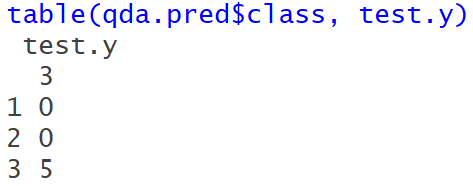 table(qda.pred$class, test.y)
test.y
3
1 0
2 0
3 5